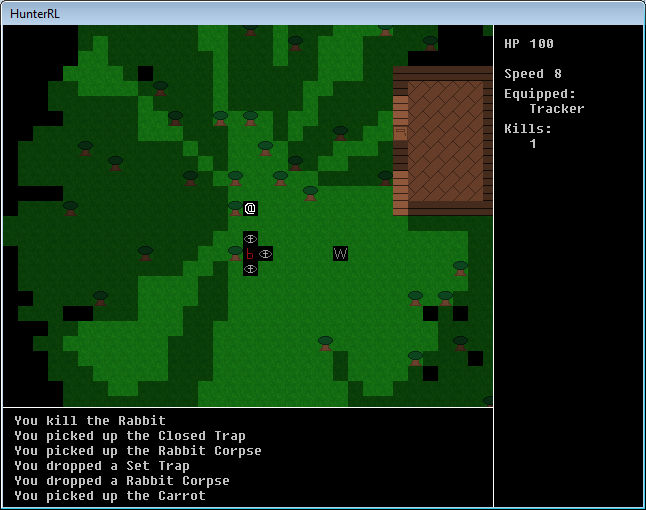 HunterRL
HP 100
Speed 8
Equipped:
Tracker
Kills:
1
@
b
W
You kill the Rabbit
You picked up the Closed Trap
You picked up the Rabbit Corpse
You dropped a Set Trap
You dropped a Rabbit Corpse
You picked up the Carrot